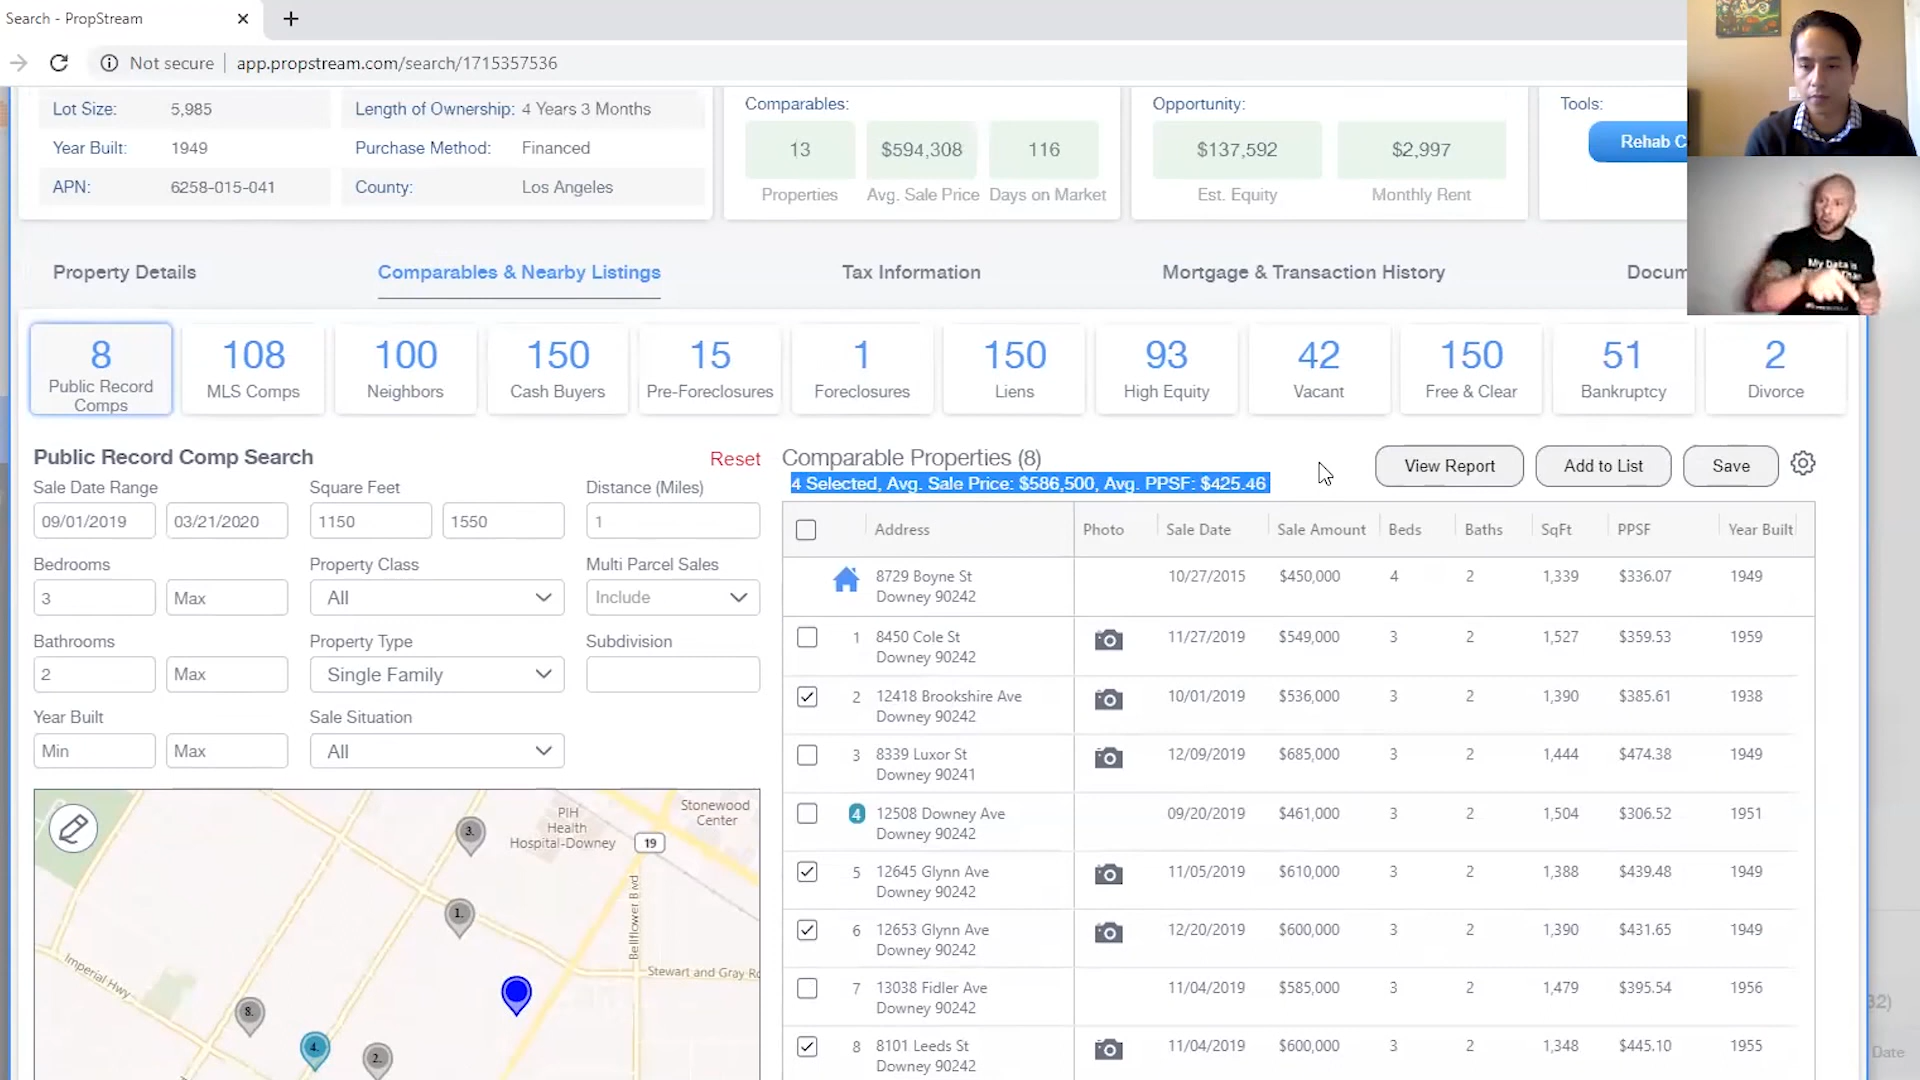 Search - PropStream
Not secure app.propstream.com/search/1715357536
Lot Size: 5,985 Length of Ownership: 4 Years 3 Months
Year Built: 1949 Purchase Method: Financed
APN: 6258-015-041 County: Los Angeles
Comparables:
13 $594,308 116
Properties Avg. Sale Price Days on Market
Opportunity:
$137,592 $2,997
Est. Equity Monthly Rent
Tools:
Rehab C
My Data is
Property Details Comparables & Nearby Listings Tax Information Mortgage & Transaction History Docum
8 108 100 150 15 1 150 93 42 150 51 2
Public Record Comps MLS Comps Neighbors Cash Buyers Pre-Foreclosures Foreclosures Liens High Equity Vacant Free & Clear Bankruptcy Divorce
Public Record Comp Search Reset
Sale Date Range Square Feet Distance (Miles)
09/01/2019 03/21/2020 1150 1550 1
Bedrooms Property Class Multi Parcel Sales
3 Max All Include
Bathrooms Property Type Subdivision
2 Max Single Family
Year Built Sale Situation
Min Max All
PIH
Health
Hospital-Downey
Stonewood
Center
19
Bellflower Blvd
Stewart and Gray Rd
Imperial Hwy
3.
1.
8.
4.
2.
Comparable Properties (8)
4 Selected, Avg. Sale Price: $586,500, Avg. PPSF: $425.46
View Report Add to List Save
Address Photo Sale Date Sale Amount Beds Baths SqFt PPSF Year Built
8729 Boyne St 10/27/2015 $450,000 4 2 1,339 $336.07 1949
Downey 90242
1 8450 Cole St 11/27/2019 $549,000 3 2 1,527 $359.53 1959
Downey 90242
2 12418 Brookshire Ave 10/01/2019 $536,000 3 2 1,390 $385.61 1938
Downey 90242
3 8339 Luxor St 12/09/2019 $685,000 3 2 1,444 $474.38 1949
Downey 90241
4 12508 Downey Ave 09/20/2019 $461,000 3 2 1,504 $306.52 1951
Downey 90242
5 12645 Glynn Ave 11/05/2019 $610,000 3 2 1,388 $439.48 1949
Downey 90242
6 12653 Glynn Ave 12/20/2019 $600,000 3 2 1,390 $431.65 1949
Downey 90242
7 13038 Fidler Ave 11/04/2019 $585,000 3 2 1,479 $395.54 1956
Downey 90242
8 8101 Leeds St 11/04/2019 $600,000 3 2 1,348 $445.10 1955
Downey 90242
32)
Date